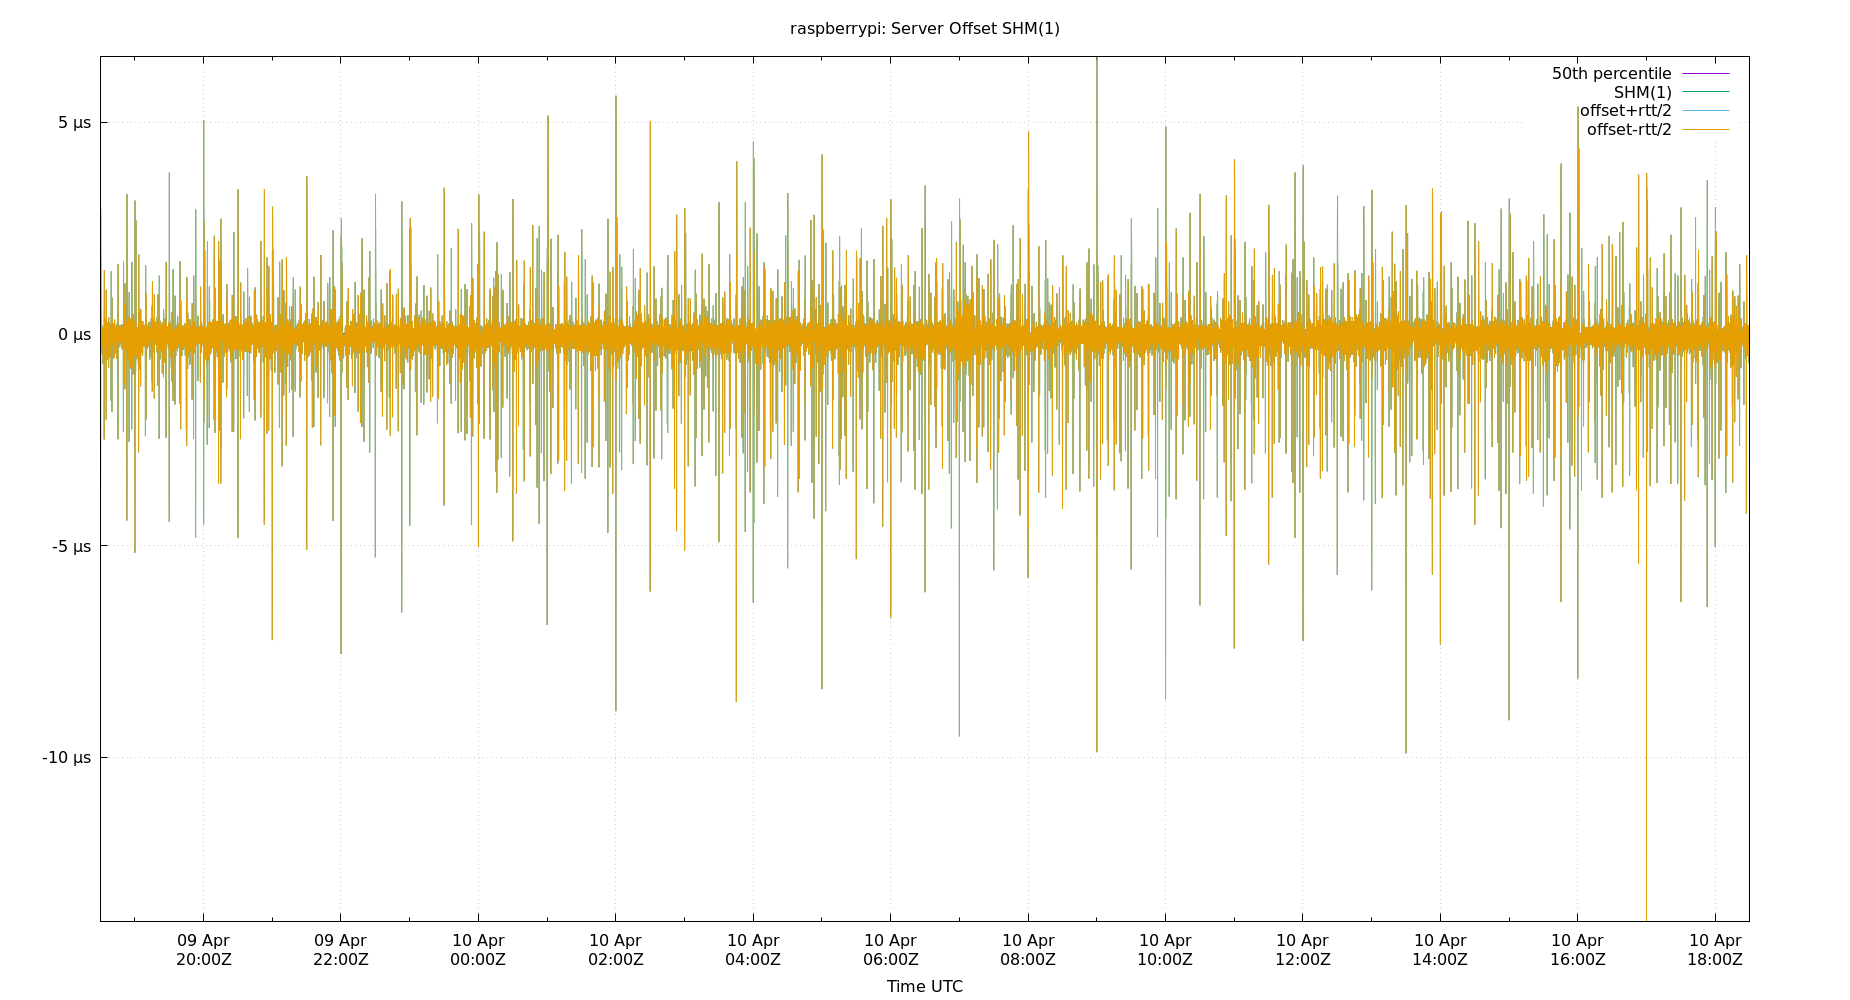 raspberrypi: Server Offset SHM(1)
50th percentile
SHM(1)
offset+rtt/2
offset-rtt/2
5 µs
0 µs
-5 µs
-10 µs
09 Apr 09 Apr 10 Apr 10 Apr 10 Apr 10 Apr 10 Apr 10 Apr 10 Apr 10 Apr 10 Apr 10 Apr
20:00Z 22:00Z 00:00Z 02:00Z 04:00Z 06:00Z 08:00Z 10:00Z 12:00Z 14:00Z 16:00Z 18:00Z
Time UTC